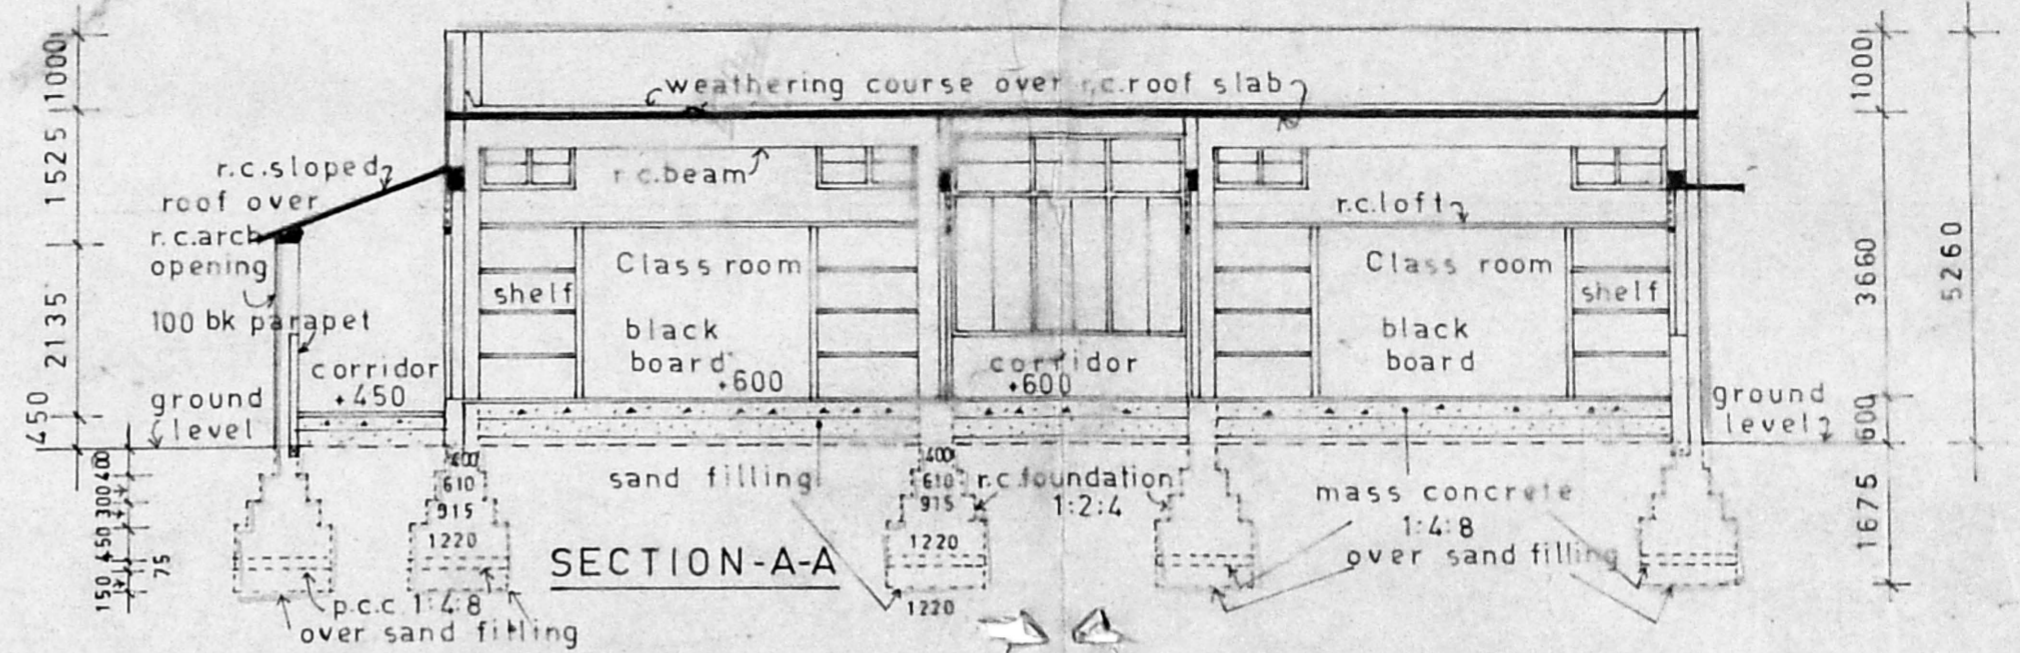 weathering course over r.c.roof slab
1000
1525
2135
450
r.c.sloped
roof over
r.c.arch
opening
100 bk parapet
corridor
+450
ground
level
r.c.beam
Class room
shelf
black
board
+600
corridor
+600
r.c.loft
Class room
shelf
black
board
ground
level
1000
3660
600
1675
5260
400
300
450
75
150
400
610
915
1220
400
610
915
1220
1220
sand filling
r.c.foundation
1:2:4
mass concrete
1:4:8
over sand filling
SECTION-A-A
p.c.c. 1:4:8
over sand filling